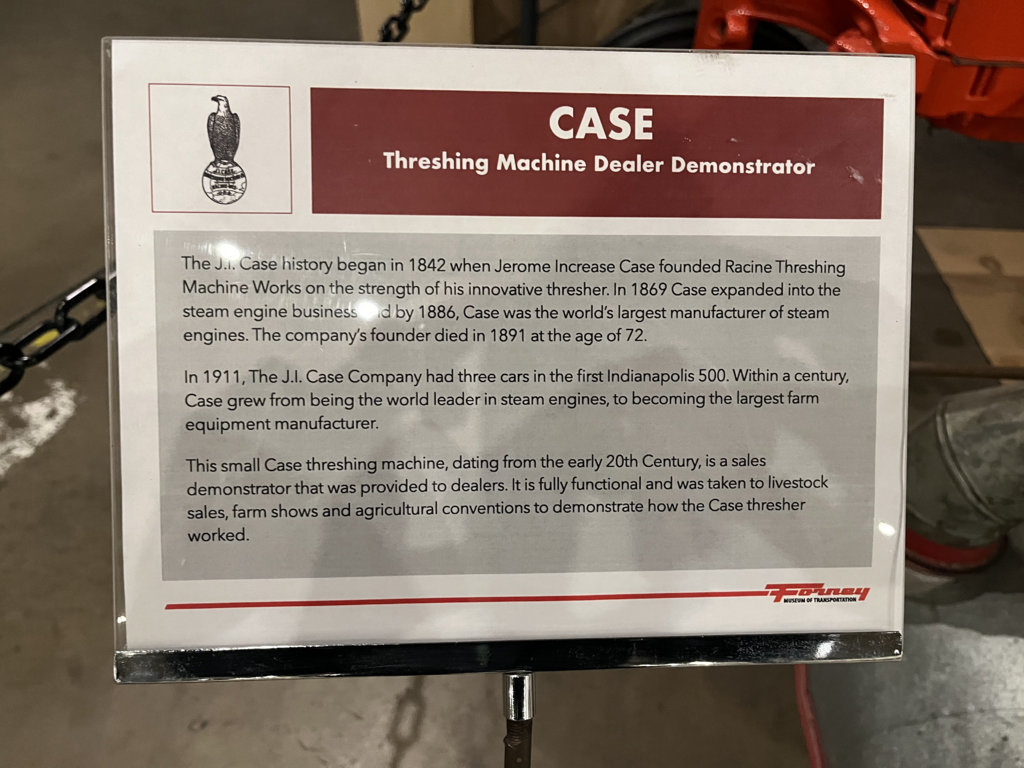 CASE
Threshing Machine Dealer Demonstrator
The J.I. Case history began in 1842 when Jerome Increase Case founded Racine Threshing
Machine Works on the strength of his innovative thresher. In 1869 Case expanded into the
steam engine business by 1886, Case was the world's largest manufacturer of steam
engines. The company's founder died in 1891 at the age of 72.
In 1911, The J.I. Case Company had three cars in the first Indianapolis 500. Within a century,
Case grew from being the world leader in steam engines, to becoming the largest farm
equipment manufacturer.
This small Case threshing machine, dating from the early 20th Century, is a sales
demonstrator that was provided to dealers. It is fully functional and was taken to livestock
sales, farm shows and agricultural conventions to demonstrate how the Case thresher
worked.
Forney
MUSEUM OF TRANSPORTATION